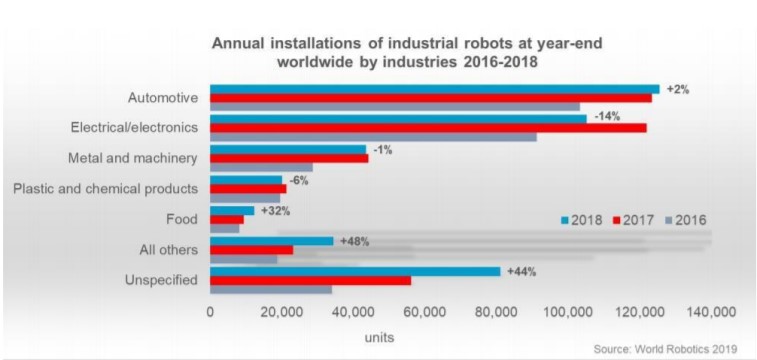 Annual installations of industrial robots at year-end
worldwide by industries 2016-2018
Automotive
+2%
Electrical/electronics
-14%
Metal and machinery
-1%
Plastic and chemical products
-6%
Food
+32%
2018 2017 2016
All others
+48%
Unspecified
+44%
0 20,000 40,000 60,000 80,000 100,000 120,000 140,000
units
Source: World Robotics 2019